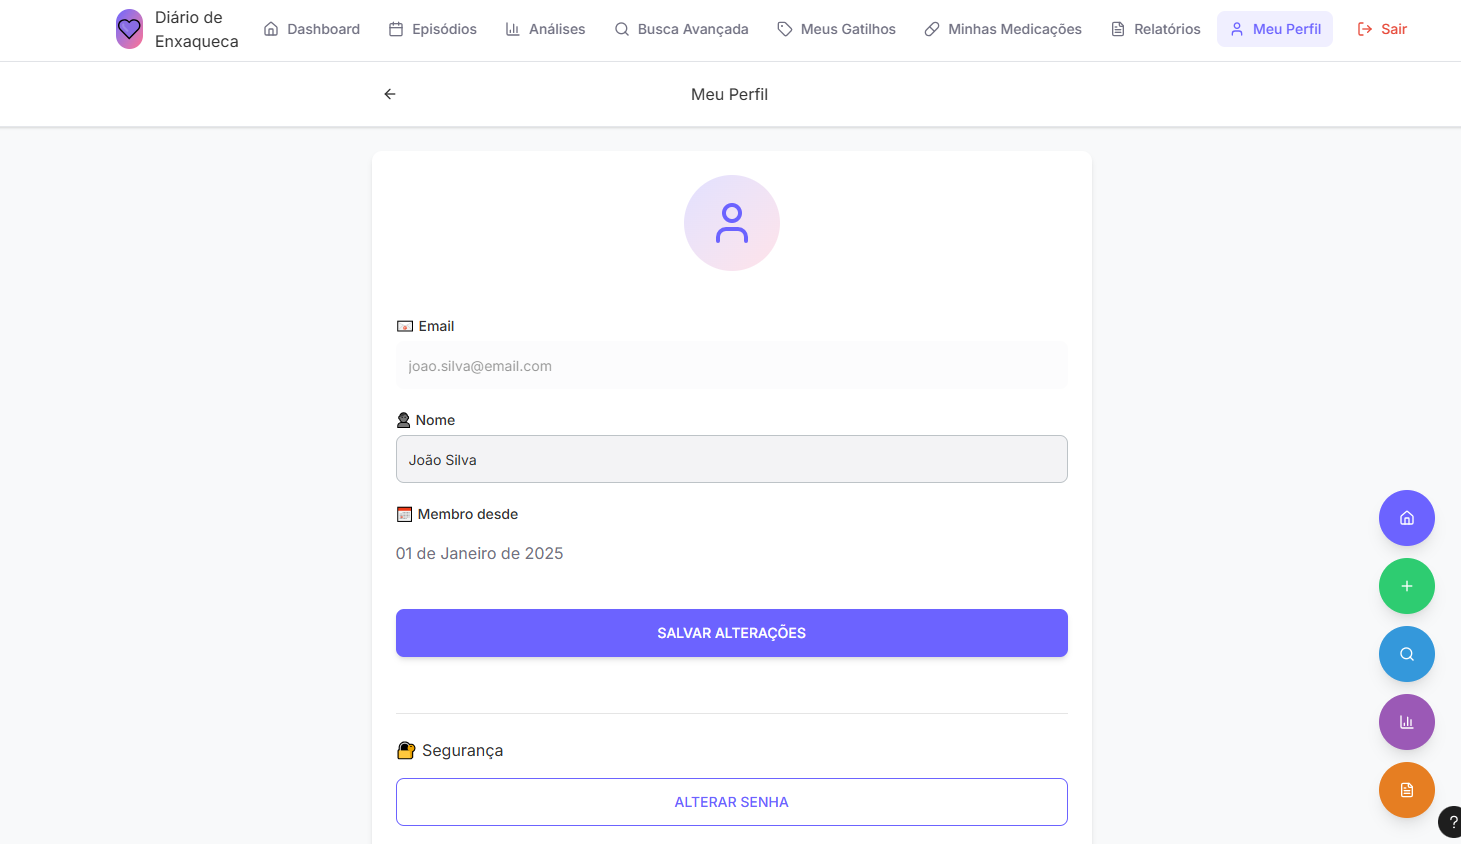 Diário de
Enxaqueca
Dashboard
Episódios
Análises
Busca Avançada
Meus Gatilhos
Minhas Medicações
Relatórios
Meu Perfil
Sair
Meu Perfil
Email
joao.silva@email.com
Nome
João Silva
Membro desde
01 de Janeiro de 2025
SALVAR ALTERAÇÕES
Segurança
ALTERAR SENHA
?